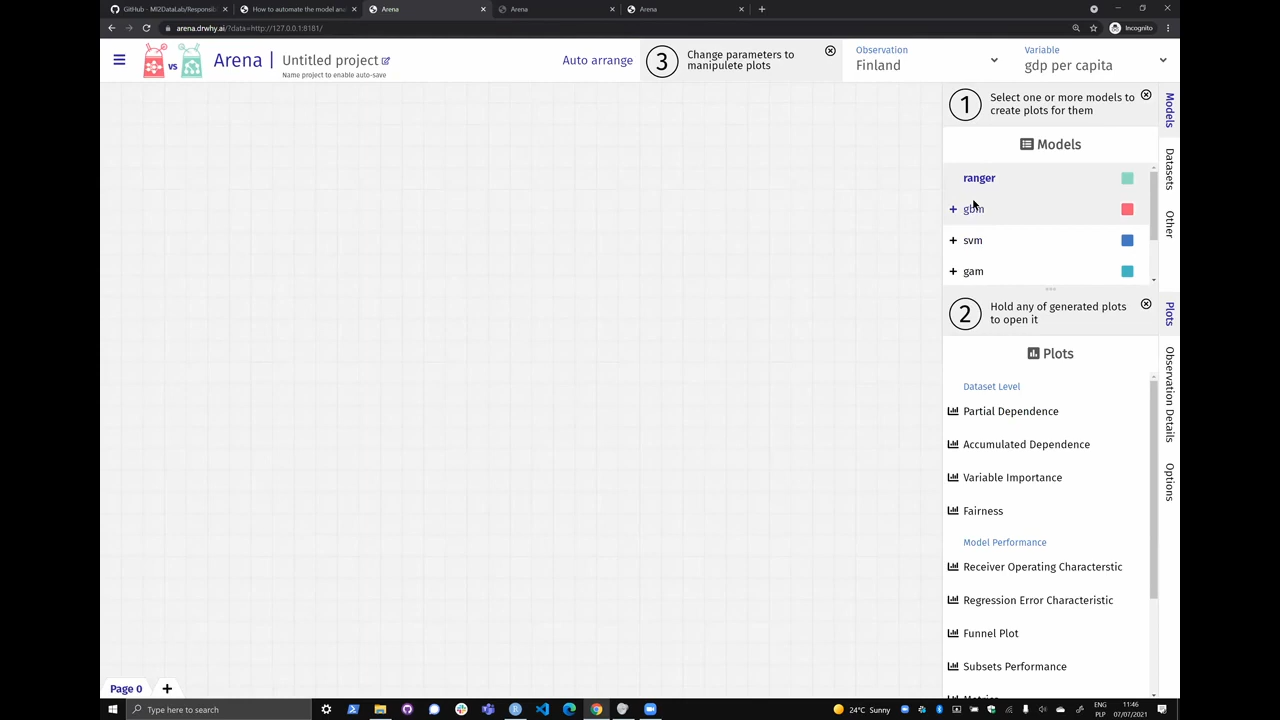 GitHub - MI2DataLab/Responsib
How to automate the model ana
Arena
Arena
Arena
arena.drwhy.ai/?data=http://127.0.0.1:8181/
Incognito
vs
Arena
Untitled project
Name project to enable auto-save
Auto arrange
3
Change parameters to
manipulete plots
Observation
Finland
Variable
gdp per capita
1
Select one or more models to
create plots for them
Models
ranger
+ gbm
+ svm
+ gam
Models
Datasets
Other
2
Hold any of generated plots
to open it
Plots
Dataset Level
Partial Dependence
Accumulated Dependence
Variable Importance
Fairness
Model Performance
Receiver Operating Characterstic
Regression Error Characteristic
Funnel Plot
Subsets Performance
Metrics
Plots
Observation Details
Options
Page 0
+
Type here to search
24°C Sunny
ENG
PLP
11:46
07/07/2021